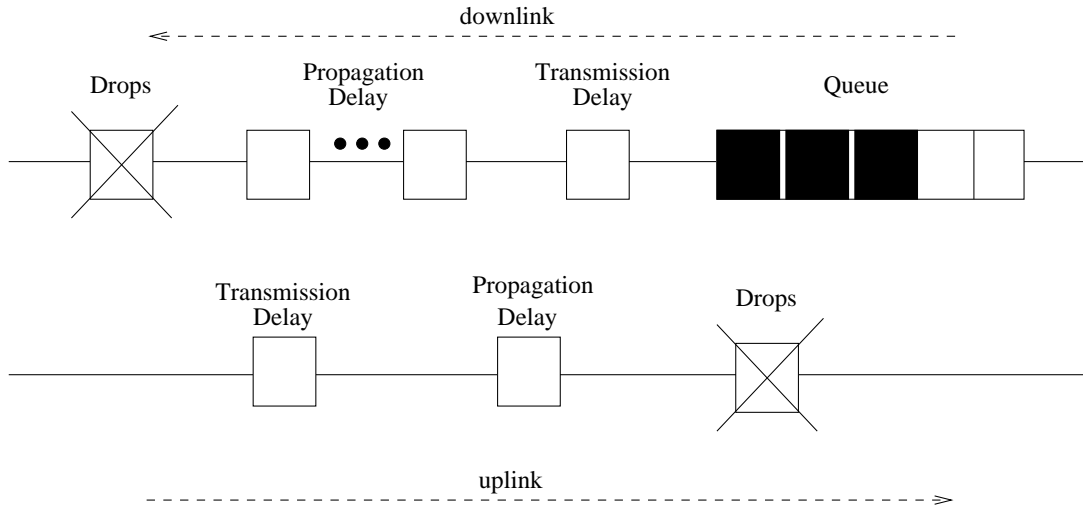 downlink
Drops
Propagation
Delay
Transmission
Delay
Queue
Transmission
Delay
Propagation
Delay
Drops
uplink